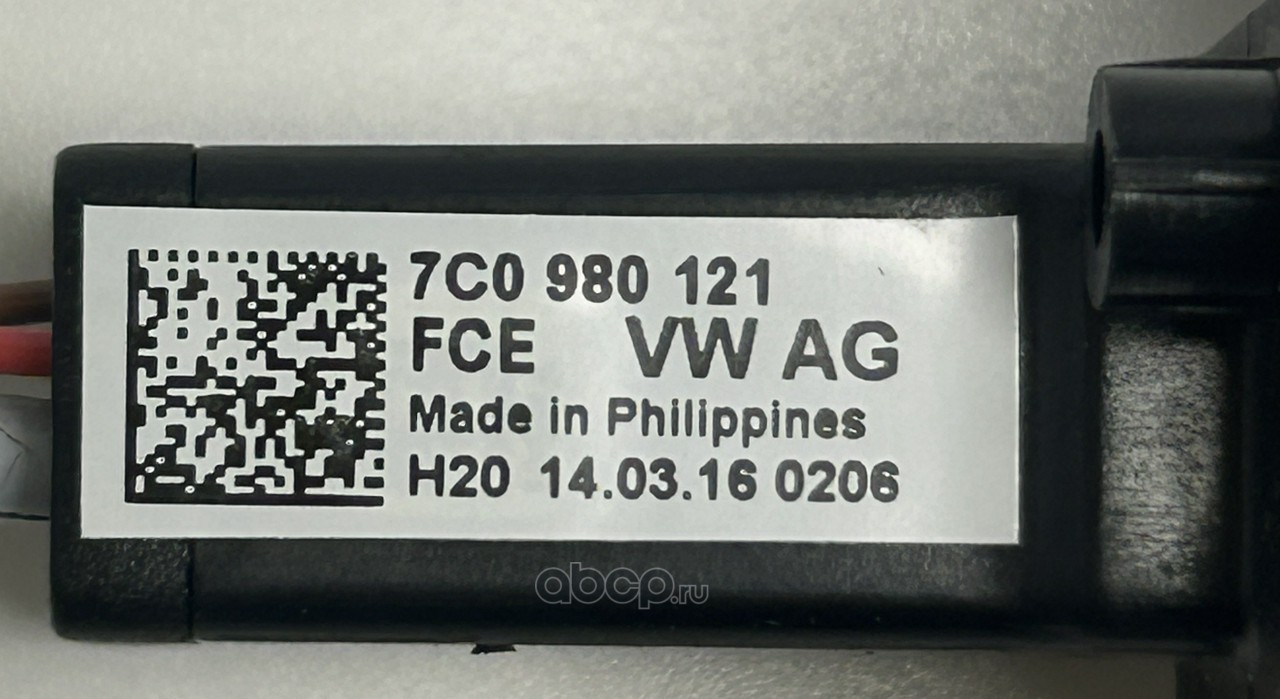 7C0 980 121
FCE VW AG
Made in Philippines
H20 14.03.16 0206
abcp.ru